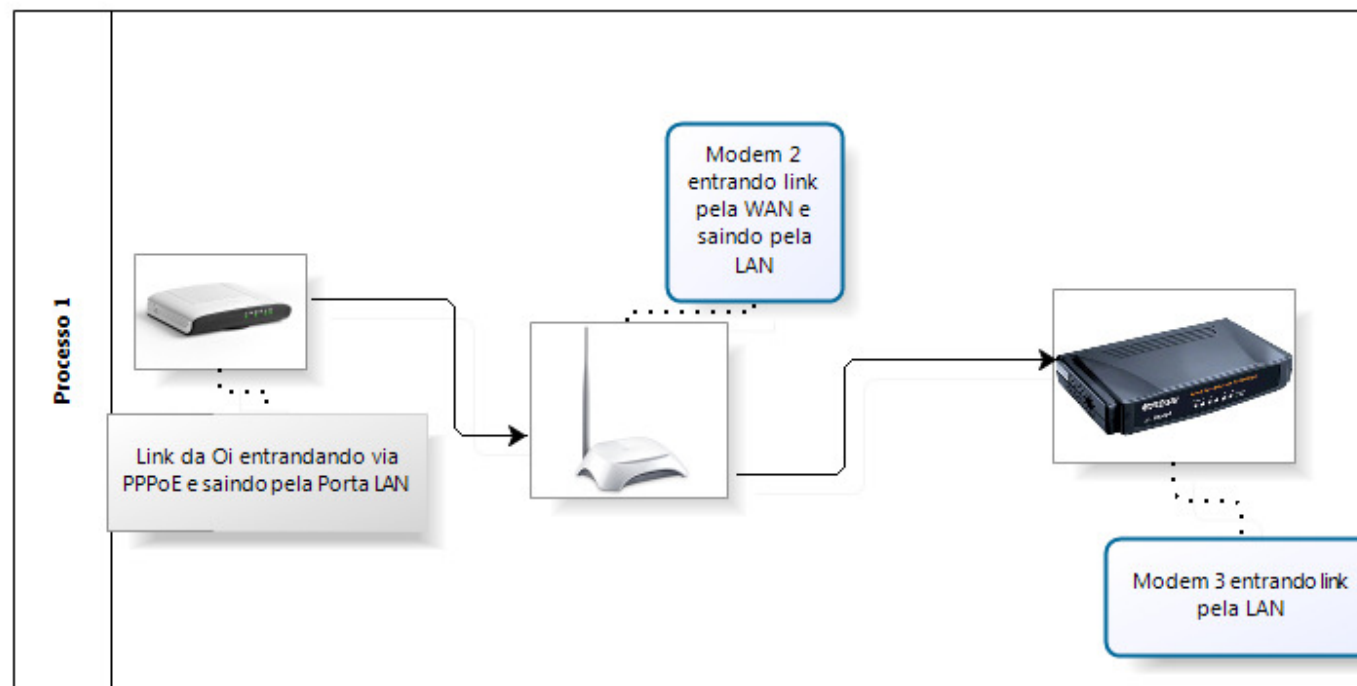 Processo 1
Modem 2
entrando link
pela WAN e
saindo pela
LAN
Link da Oi entrandando via
PPPoE e saindo pela Porta LAN
Modem 3 entrando link
pela LAN